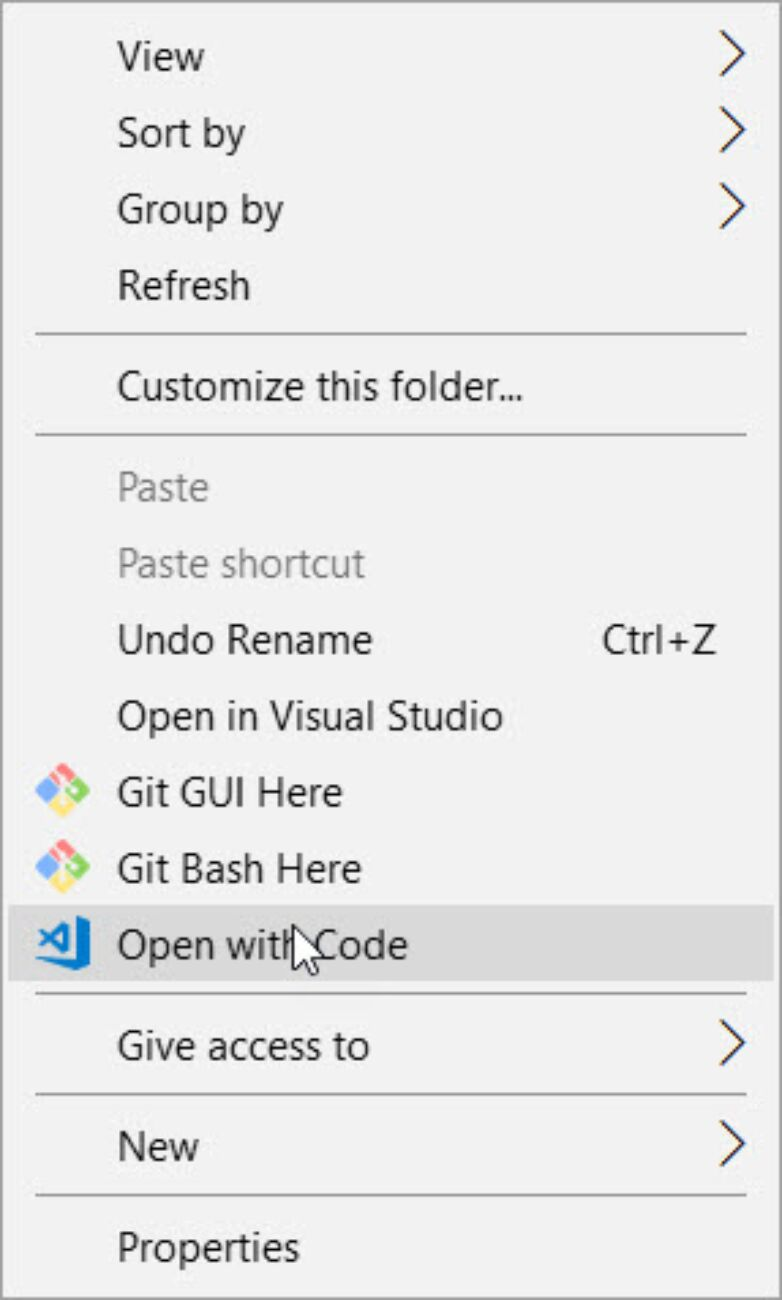 View
Sort by
Group by
Refresh
Customize this folder...
Paste
Paste shortcut
Undo Rename Ctrl+Z
Open in Visual Studio
Git GUI Here
Git Bash Here
Open with Code
Give access to
New
Properties